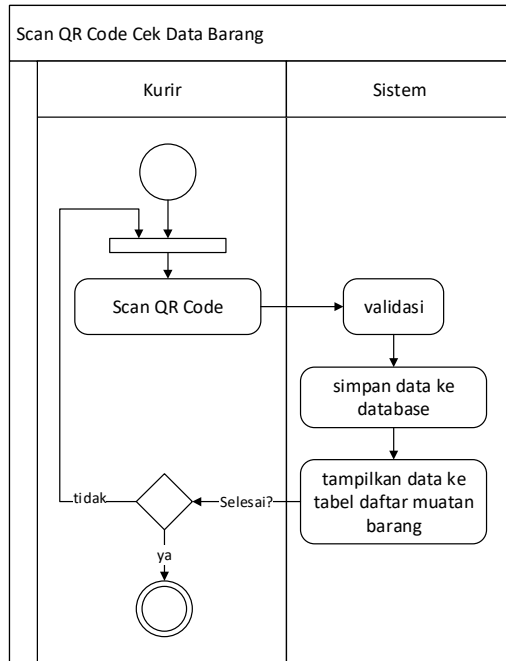 Scan QR Code Cek Data Barang
Kurir
Sistem
Scan QR Code
validasi
simpan data ke
database
tampilkan data ke
tabel daftar muatan
barang
Selesai?
tidak
ya